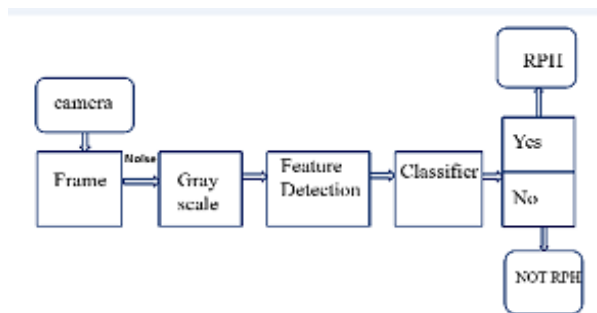 camera
Frame
Noise
Gray
scale
Feature
Detection
Classifier
Yes
No
RPH
NOT RPH